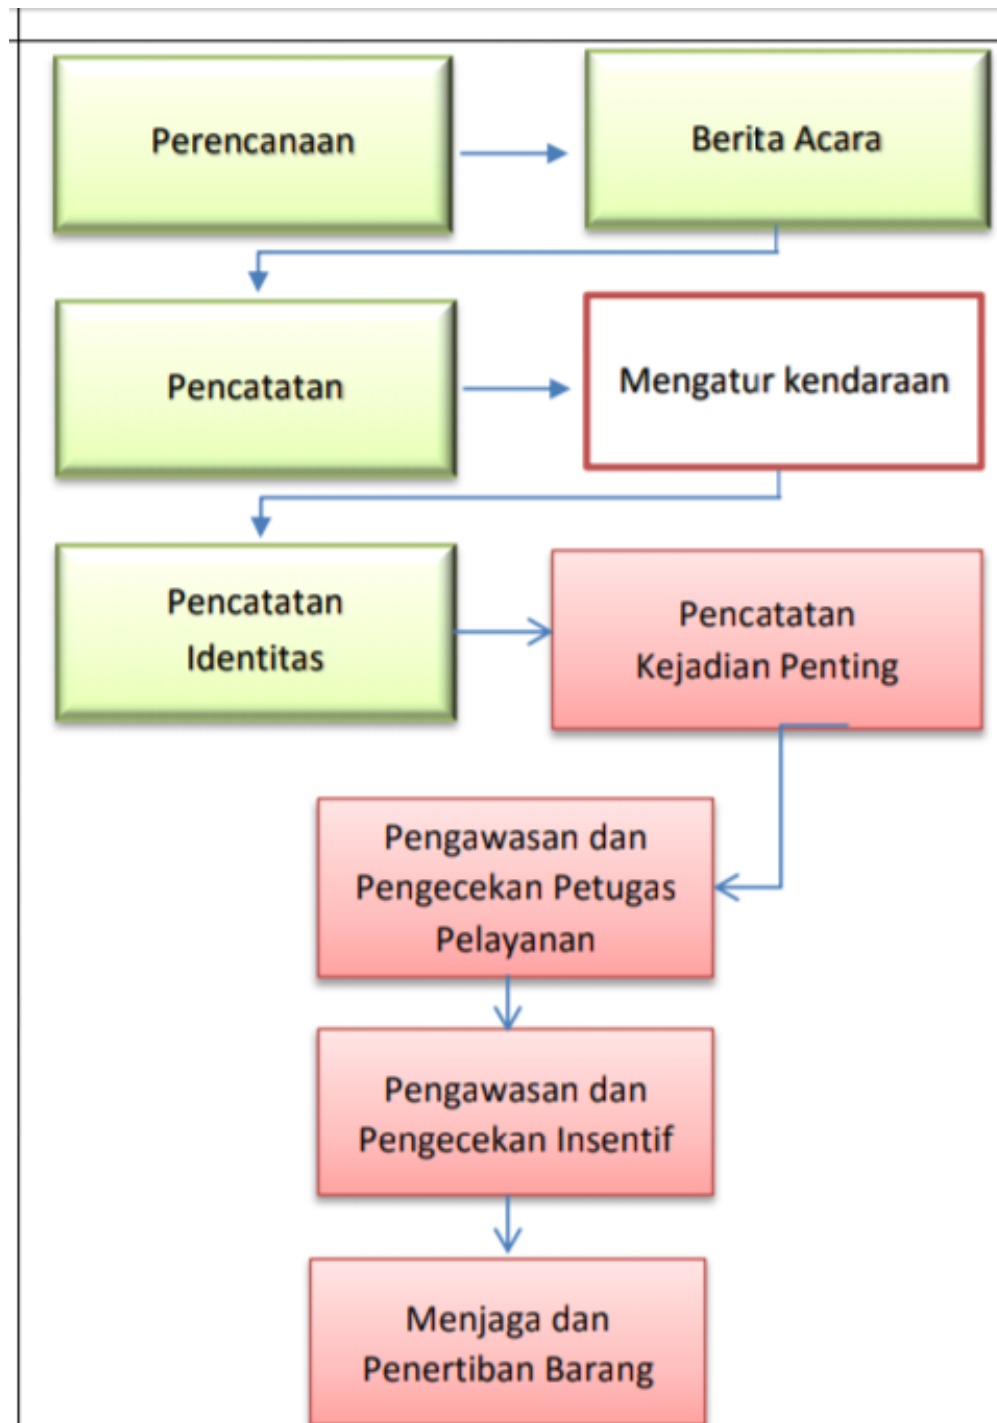 Perencanaan
Berita Acara
Pencatatan
Mengatur kendaraan
Pencatatan
Identitas
Pencatatan
Kejadian Penting
Pengawasan dan
Pengecekan Petugas
Pelayanan
Pengawasan dan
Pengecekan Insentif
Menjaga dan
Penertiban Barang